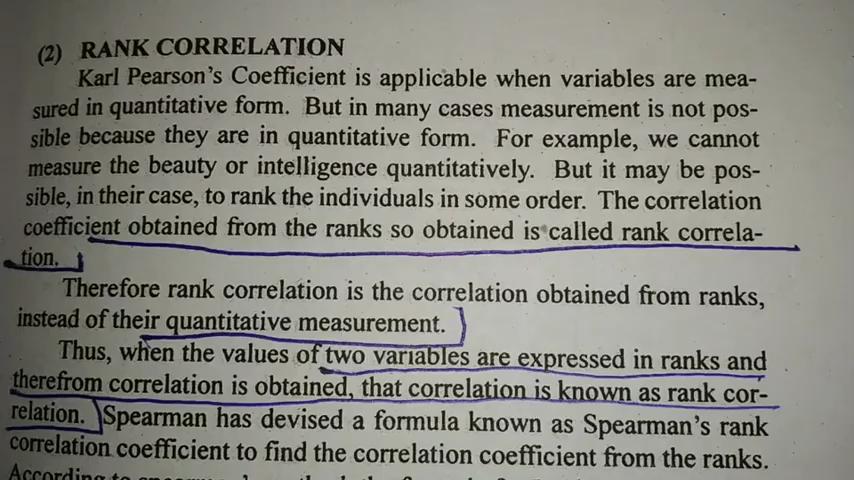 (2) RANK CORRELATION
Karl Pearson's Coefficient is applicable when variables are mea-
sured in quantitative form. But in many cases measurement is not pos-
sible because they are in quantitative form. For example, we cannot
measure the beauty or intelligence quantitatively. But it may be pos-
sible, in their case, to rank the individuals in some order. The correlation
coefficient obtained from the ranks so obtained is called rank correla-
tion.
Therefore rank correlation is the correlation obtained from ranks,
instead of their quantitative measurement.
Thus, when the values of two variables are expressed in ranks and
therefrom correlation is obtained, that correlation is known as rank cor-
relation. Spearman has devised a formula known as Spearman's rank
correlation coefficient to find the correlation coefficient from the ranks.
According to